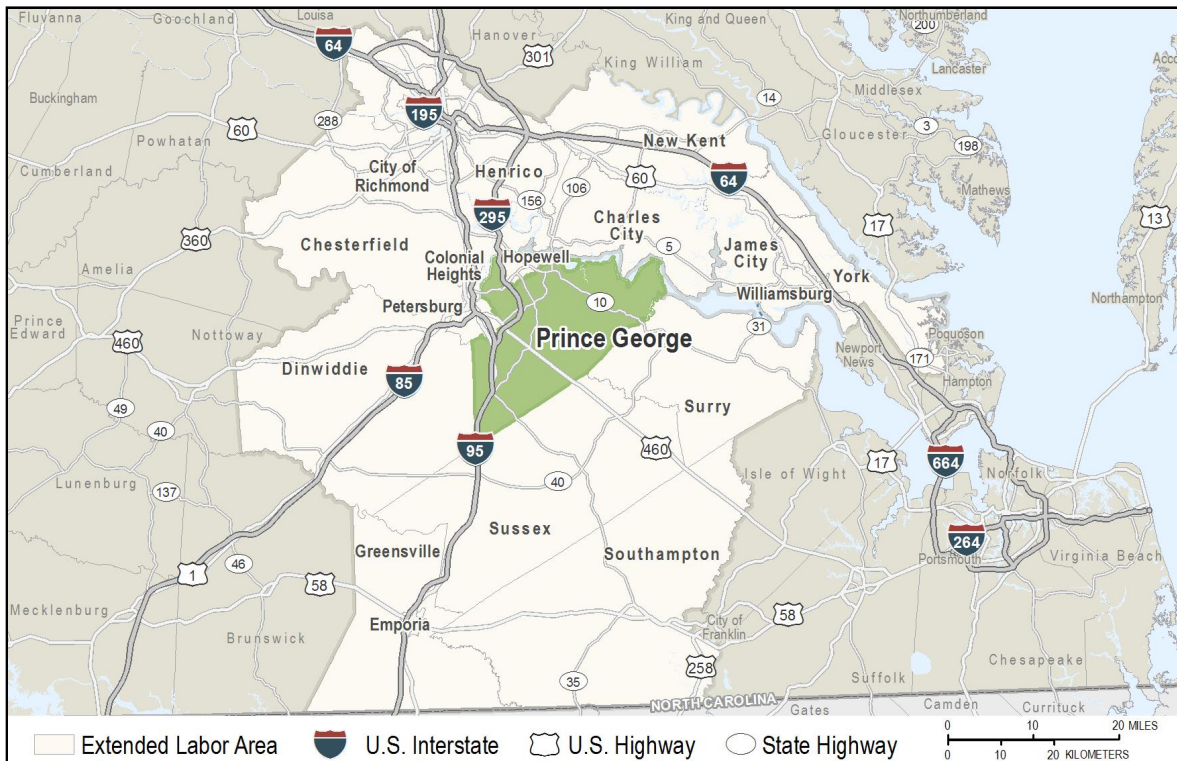 Fluvanna
Goochland
Louisa
64
Hanover
301
King and Queen
Northumberland
200
Lancaster
King William
Buckingham
60
Powhatan
288
195
14
Middlesex
3
198
Gloucester
Cumberland
City of
Richmond
Henrico
New Kent
60
64
106
156
295
Mathews
17
13
360
Chesterfield
Charles
City
5
James
City
York
Amelia
Colonial
Heights
Hopewell
Williamsburg
Northampton
Petersburg
10
31
Prince
Edward
460
Nottoway
Prince George
Poquoson
171
Newport
News
Hampton
Dinwiddie
85
49
40
Surry
95
460
Isle of Wight
17
664
Norfolk
Lunenburg
137
40
Sussex
264
Greensville
Southampton
Portsmouth
Virginia Beach
1
46
58
Mecklenburg
Emporia
Brunswick
City of
Franklin
58
258
35
Chesapeake
Suffolk
NORTH CAROLINA
Gates
Camden
Currituck
Extended Labor Area
U.S. Interstate
U.S. Highway
State Highway
0 10 20 MILES
0 10 20 KILOMETERS